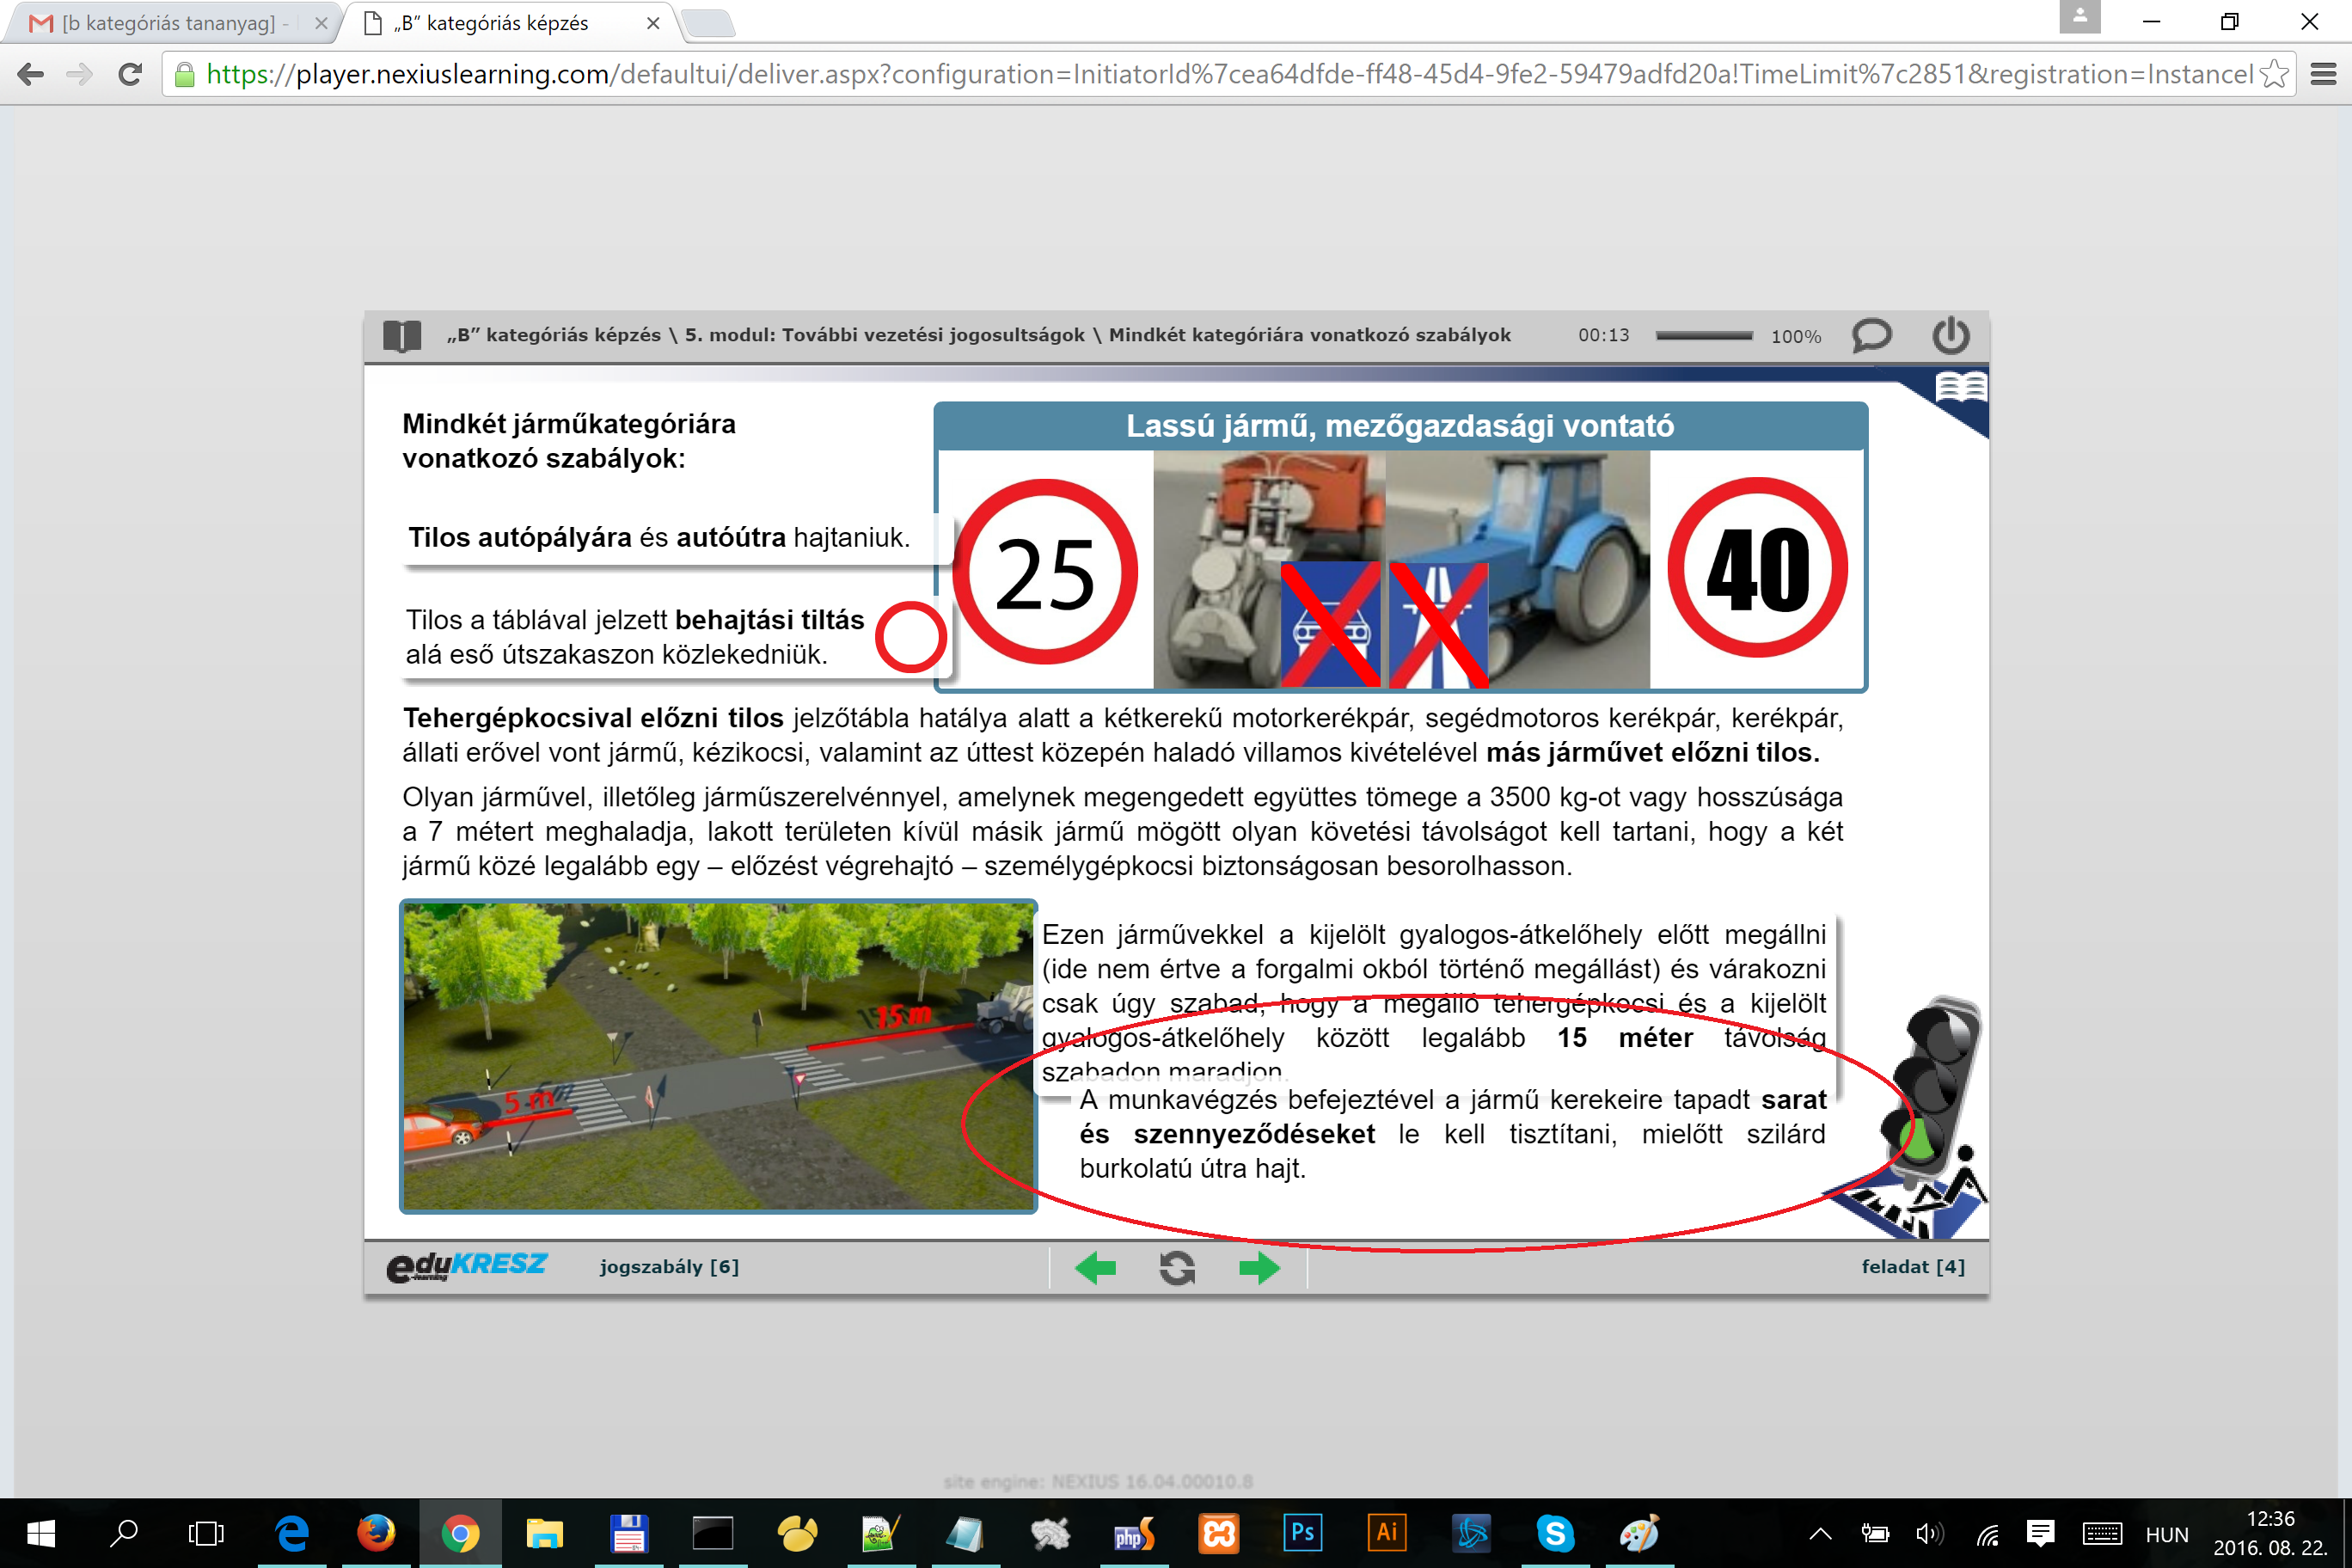 [b kategóriás tananyag] -
„B” kategóriás képzés
https://player.nexiuslearning.com/defaultui/deliver.aspx?configuration=InitiatorId%7cea64dfde-ff48-45d4-9fe2-59479adfd20a!TimeLimit%7c2851&registration=InstanceI
„B” kategóriás képzés \ 5. modul: További vezetési jogosultságok \ Mindkét kategóriára vonatkozó szabályok
00:13
100%
Mindkét járműkategóriára
vonatkozó szabályok:
Lassú jármű, mezőgazdasági vontató
Tilos autópályára és autóútra hajtaniuk.
25
40
Tilos a táblával jelzett behajtási tiltás
alá eső útszakaszon közlekedniük.
Tehergépkocsival előzni tilos jelzőtábla hatálya alatt a kétkerekű motorkerékpár, segédmotoros kerékpár, kerékpár,
állati erővel vont jármű, kézikocsi, valamint az úttest közepén haladó villamos kivételével más járművet előzni tilos.
Olyan járművel, illetőleg járműszerelvénnyel, amelynek megengedett együttes tömege a 3500 kg-ot vagy hosszúsága
a 7 métert meghaladja, lakott területen kívül másik jármű mögött olyan követési távolságot kell tartani, hogy a két
jármű közé legalább egy – előzést végrehajtó – személygépkocsi biztonságosan besorolhasson.
15 m
5 m
Ezen járművekkel a kijelölt gyalogos-átkelőhely előtt megállni
(ide nem értve a forgalmi okból történő megállást) és várakozni
csak úgy szabad, hogy a megálló tehergépkocsi és a kijelölt
gyalogos-átkelőhely között legalább 15 méter távolság
szabadon maradjon.
A munkavégzés befejeztével a jármű kerekeire tapadt sarat
és szennyeződéseket le kell tisztítani, mielőtt szilárd
burkolatú útra hajt.
eduKRESZ
e-learning
jogszabály [6]
feladat [4]
site engine: NEXIUS 16.04.00010.8
php
Ps
Ai
HUN
12:36
2016. 08. 22.